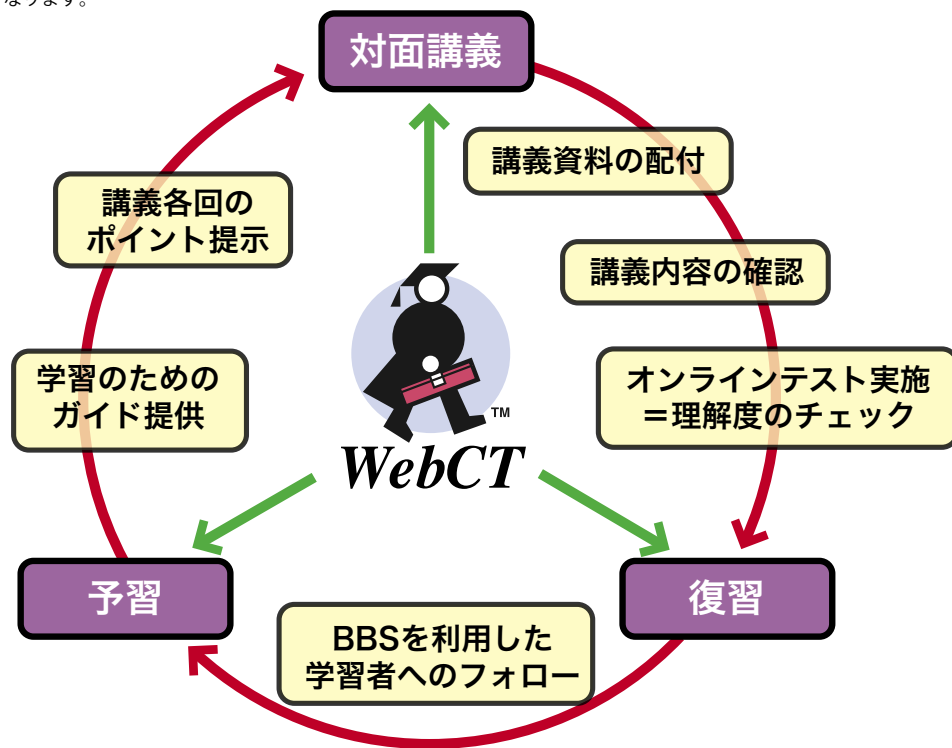 なります。
対面講義
講義資料の配付
講義各回の
ポイント提示
講義内容の確認
学習のための
ガイド提供
オンラインテスト実施
＝理解度のチェック
TM
WebCT
予習
復習
BBSを利用した
学習者へのフォロー